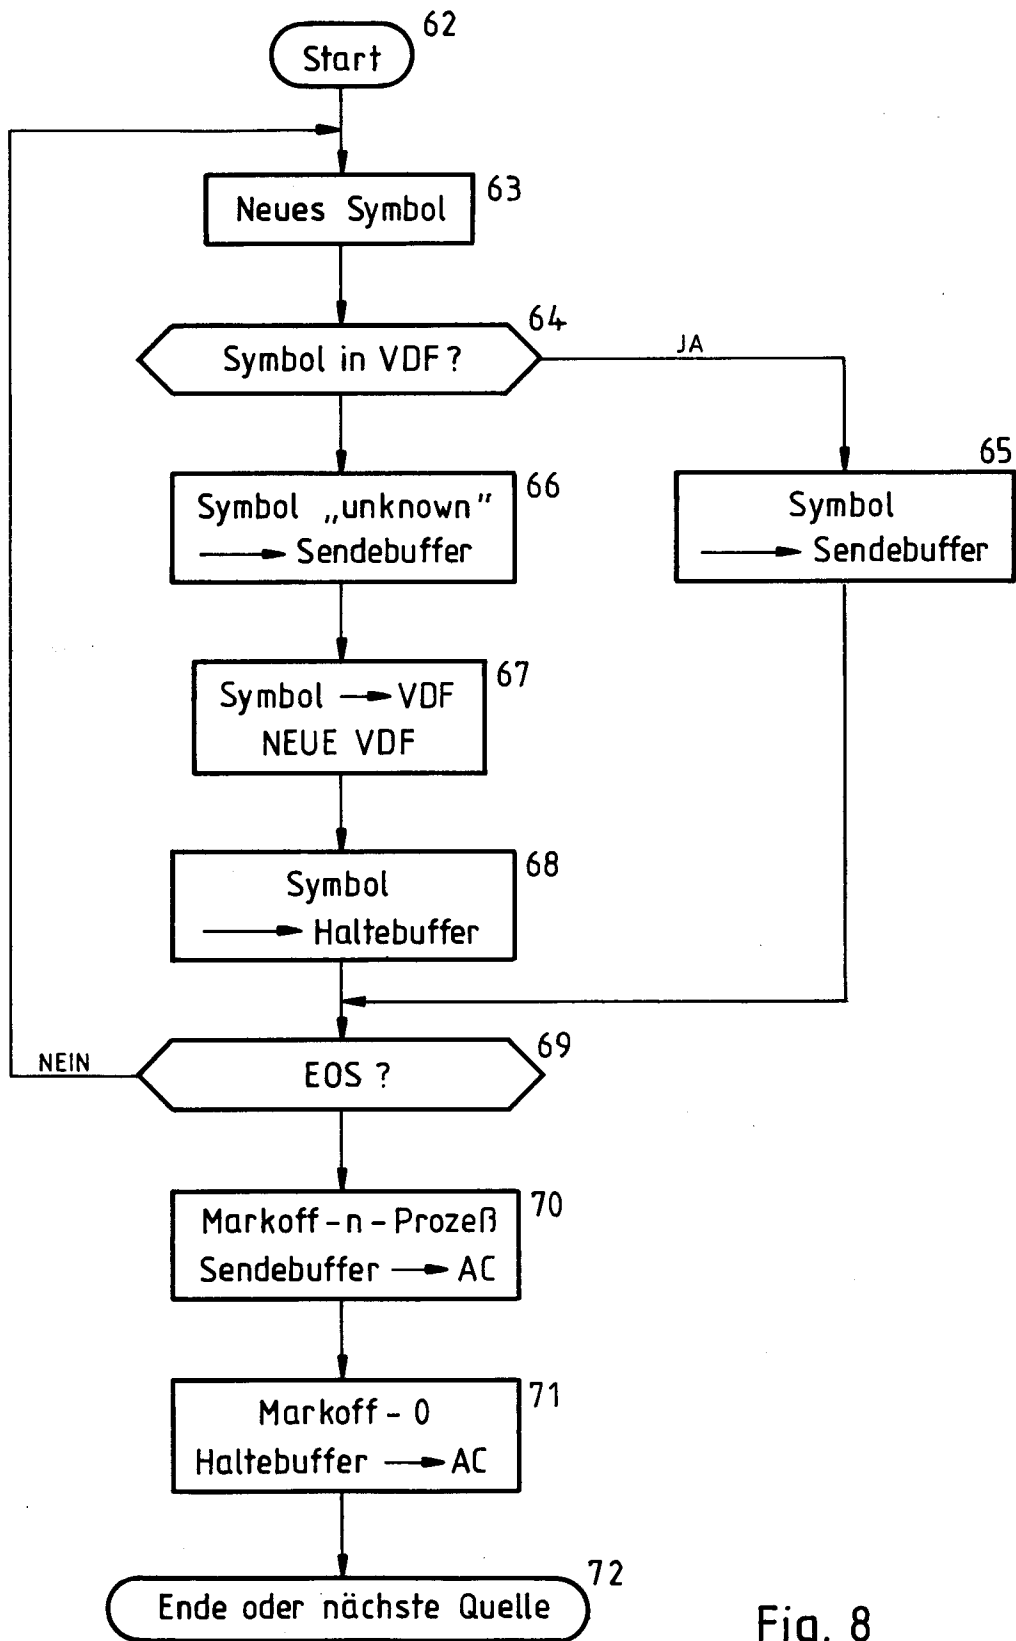 62
Start
63
Neues Symbol
64
Symbol in VDF?
JA
65
Symbol
→ Sendebuffer
66
Symbol „unknown"
→ Sendebuffer
67
Symbol → VDF
NEUE VDF
68
Symbol
→ Haltebuffer
69
EOS ?
NEIN
70
Markoff-n-Prozeß
Sendebuffer → AC
71
Markoff - 0
Haltebuffer → AC
72
Ende oder nächste Quelle
Fig. 8